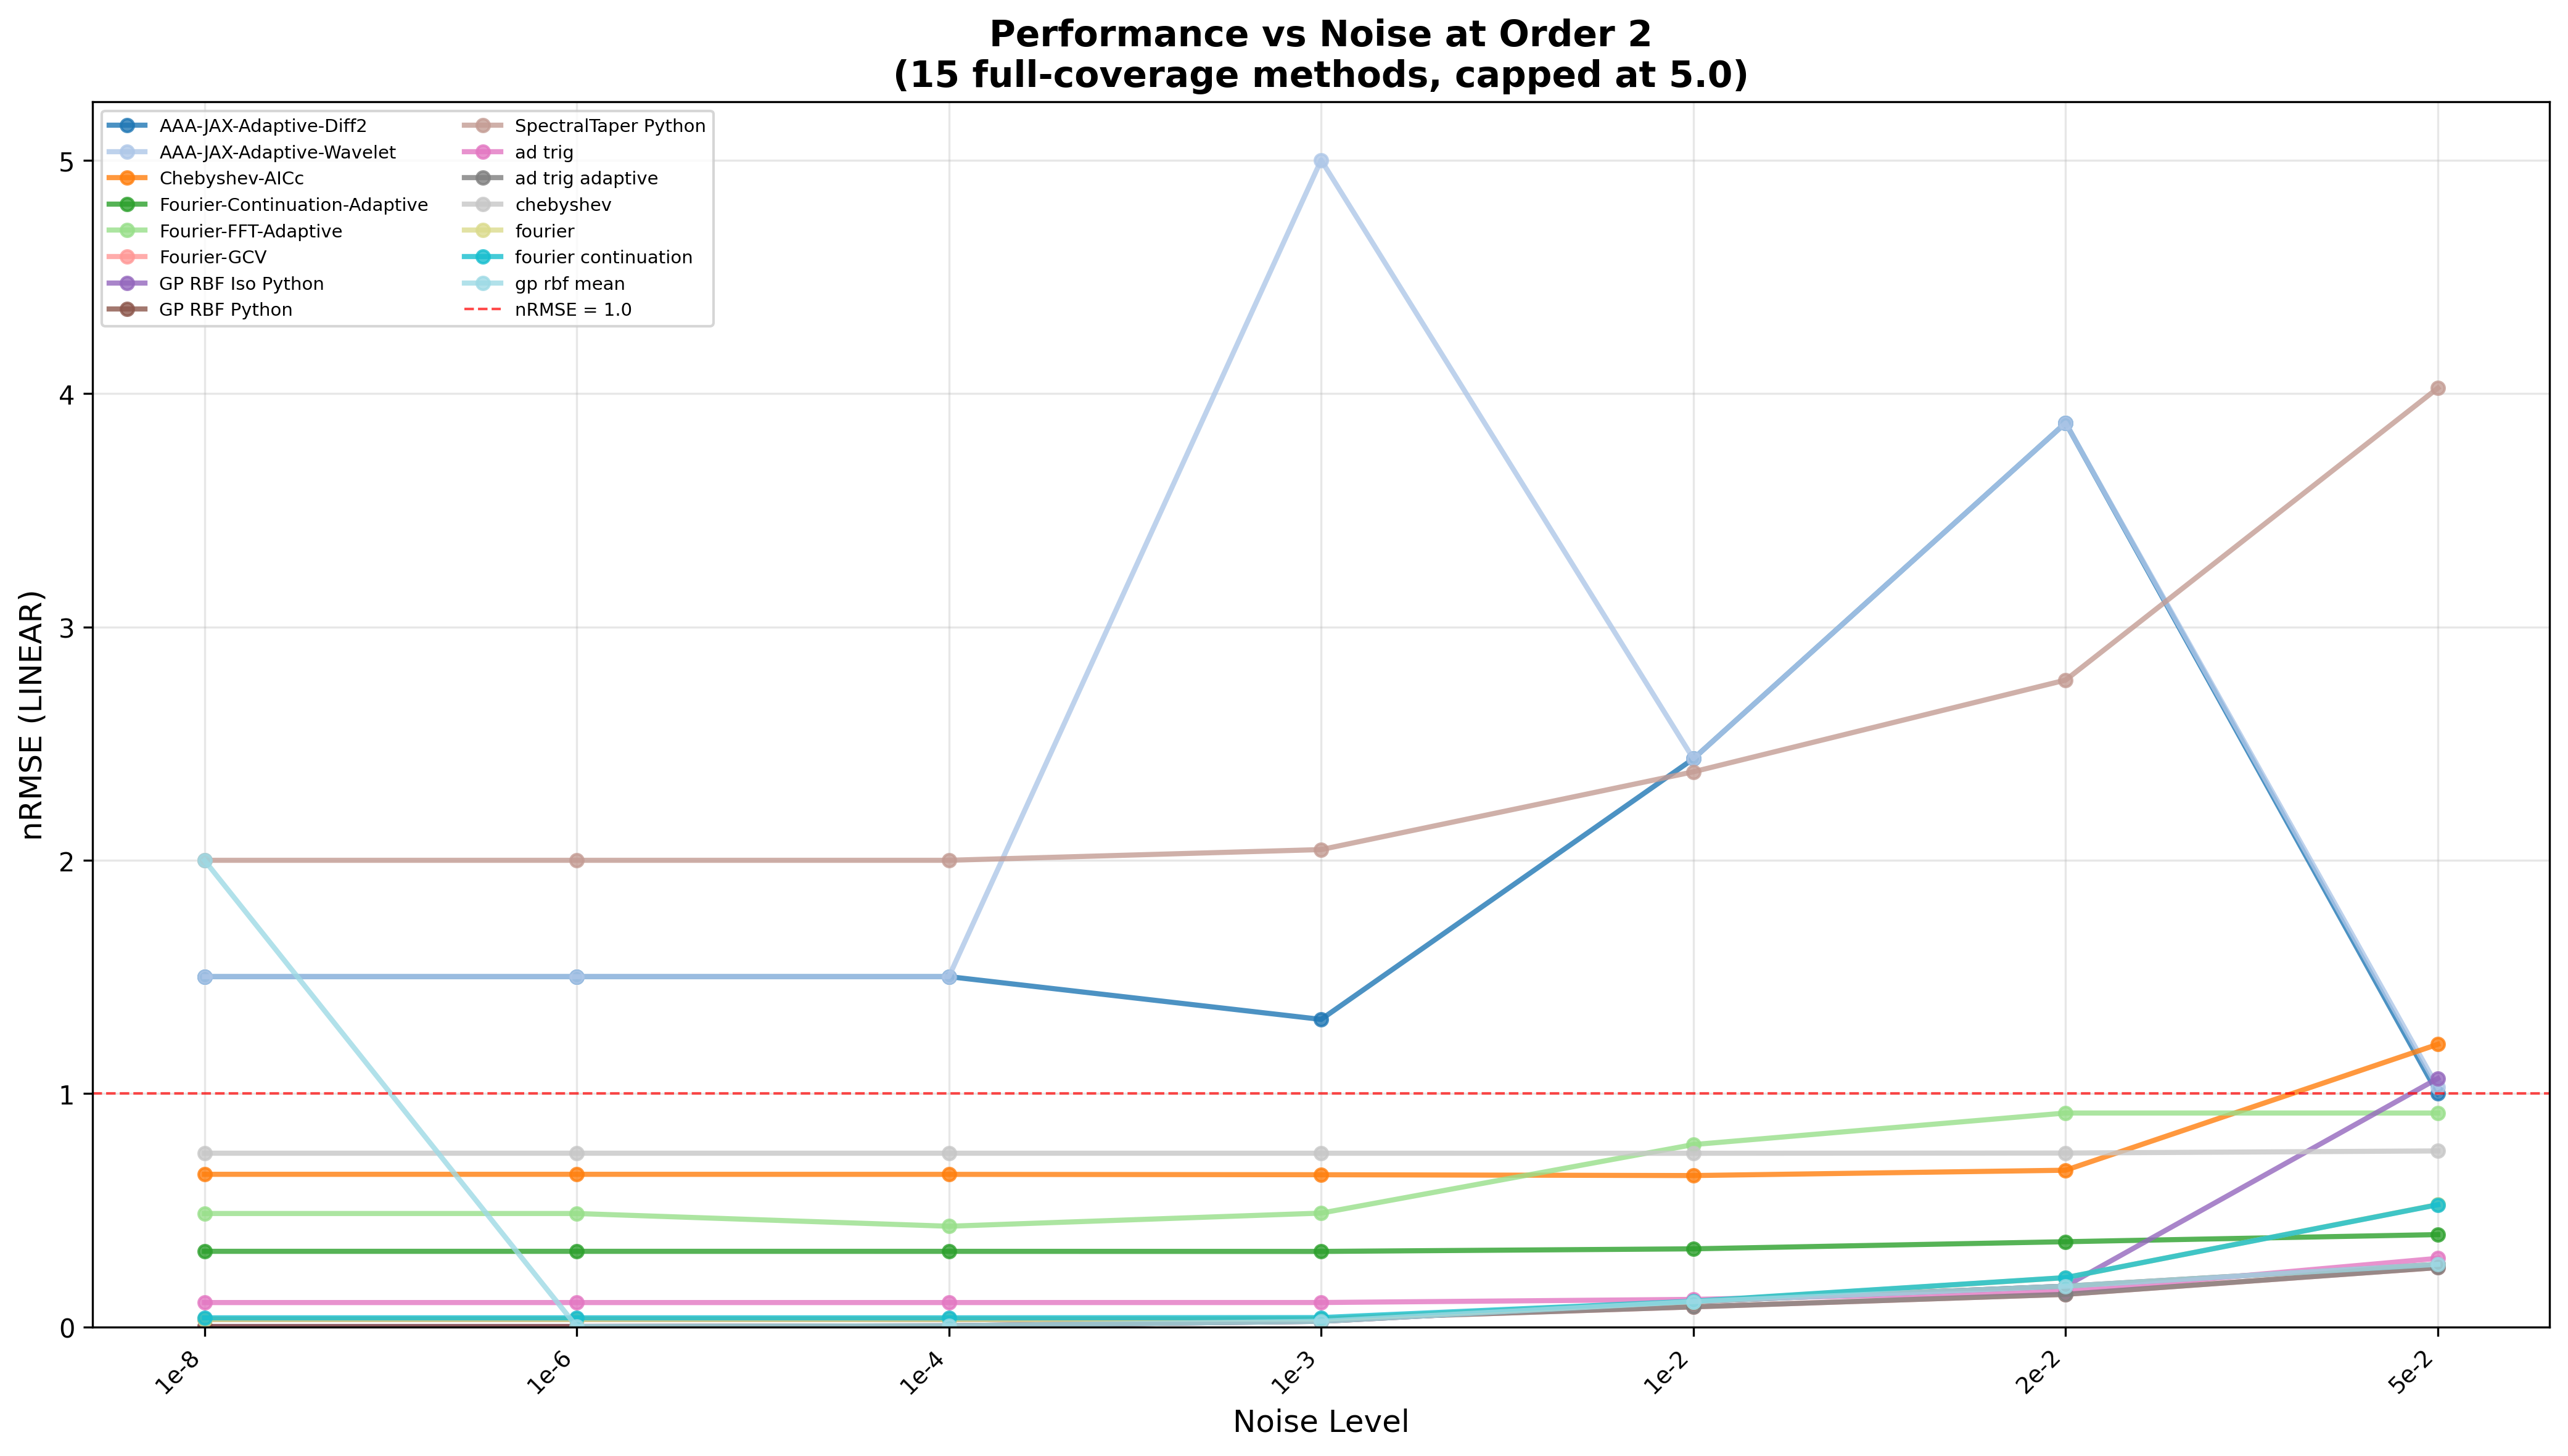 Performance vs Noise at Order 2
(15 full-coverage methods, capped at 5.0)
AAA-JAX-Adaptive-Diff2
AAA-JAX-Adaptive-Wavelet
Chebyshev-AICc
Fourier-Continuation-Adaptive
Fourier-FFT-Adaptive
Fourier-GCV
GP RBF Iso Python
GP RBF Python
SpectralTaper Python
ad trig
ad trig adaptive
chebyshev
fourier
fourier continuation
gp rbf mean
nRMSE = 1.0
nRMSE (LINEAR)
5
4
3
2
1
0
1e-8
1e-6
1e-4
1e-3
1e-2
2e-2
5e-2
Noise Level